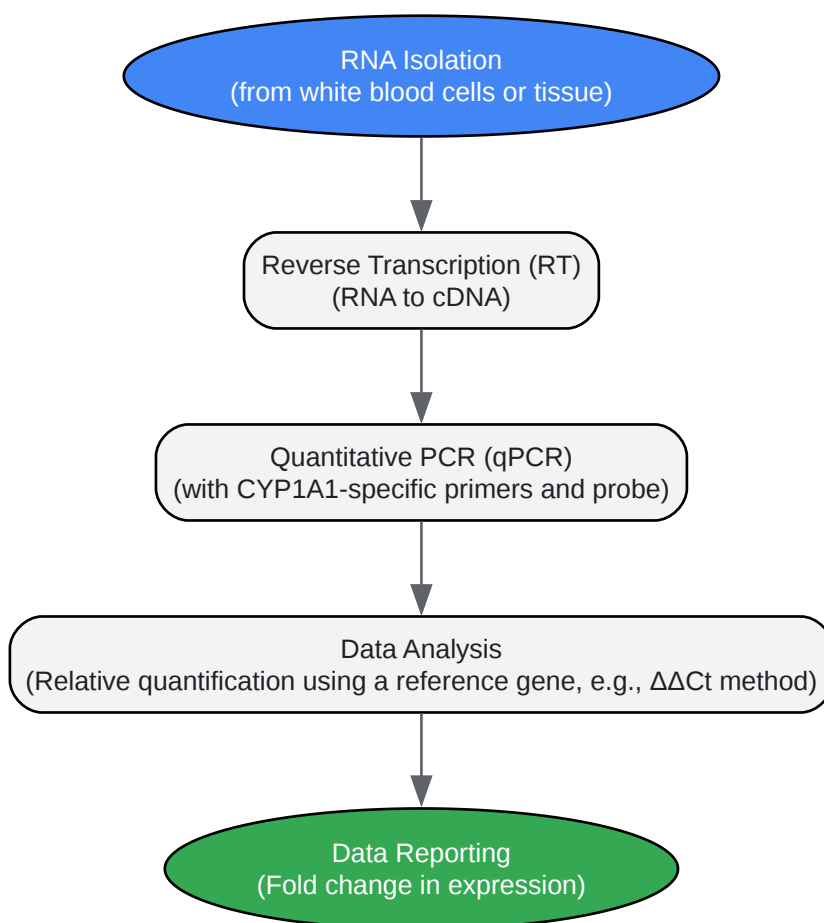 RNA Isolation
(from white blood cells or tissue)
Reverse Transcription (RT)
(RNA to cDNA)
Quantitative PCR (qPCR)
(with CYP1A1-specific primers and probe)
Data Analysis
(Relative quantification using a reference gene, e.g., ΔΔCt method)
Data Reporting
(Fold change in expression)